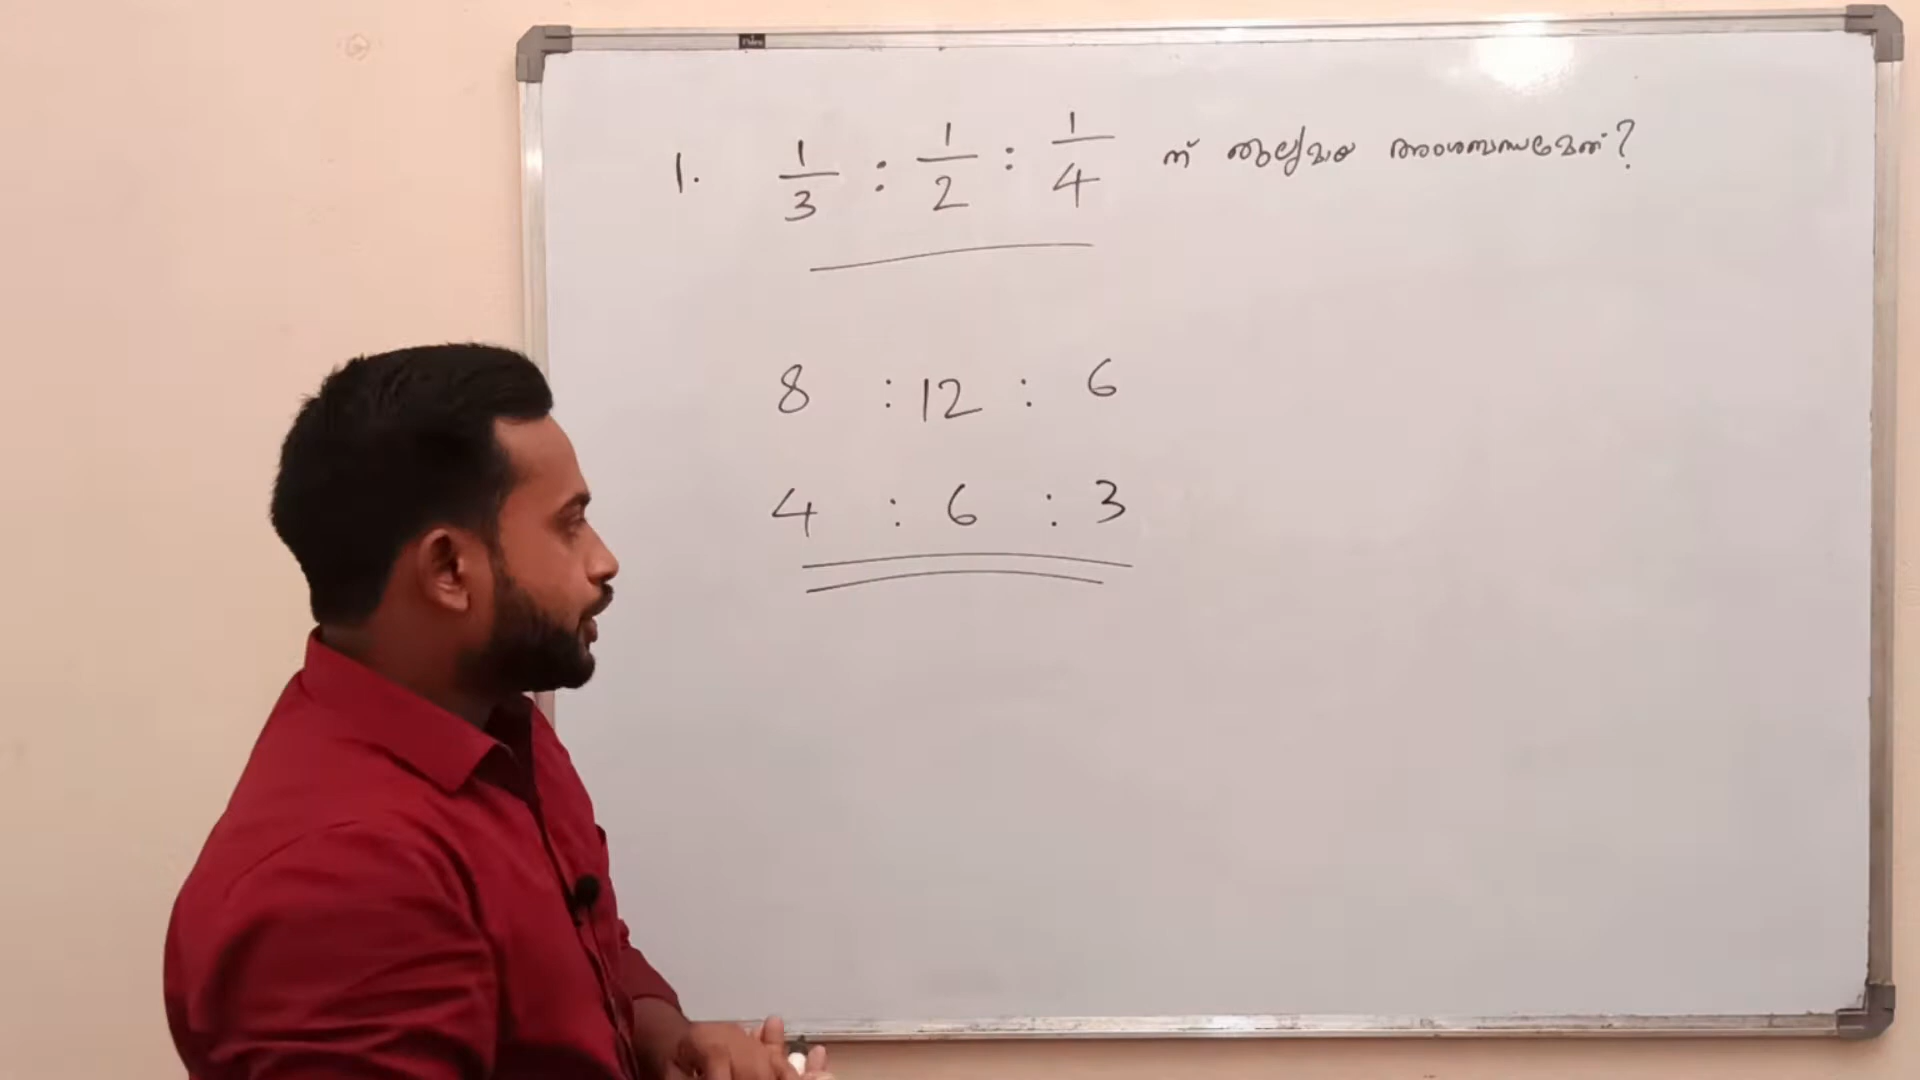 1. 1/3 : 1/2 : 1/4 ന് തുല്യമായ അംശബന്ധമേത്?
8 : 12 : 6
4 : 6 : 3